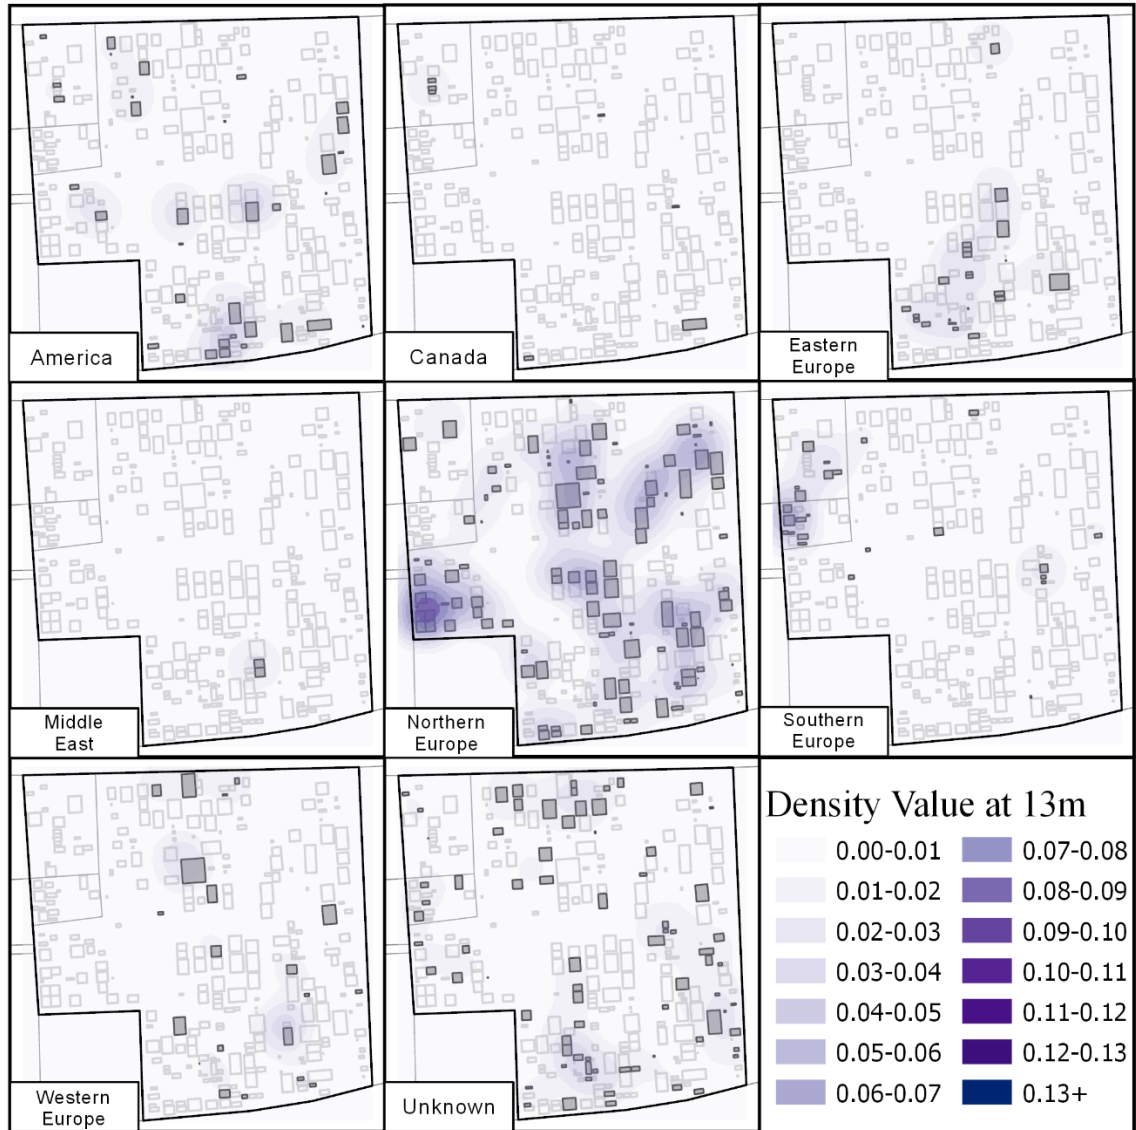 America
Canada
Eastern
Europe
Middle
East
Northern
Europe
Southern
Europe
Western
Europe
Unknown
Density Value at 13m
0.00-0.01
0.07-0.08
0.01-0.02
0.08-0.09
0.02-0.03
0.09-0.10
0.03-0.04
0.10-0.11
0.04-0.05
0.11-0.12
0.05-0.06
0.12-0.13
0.06-0.07
0.13+